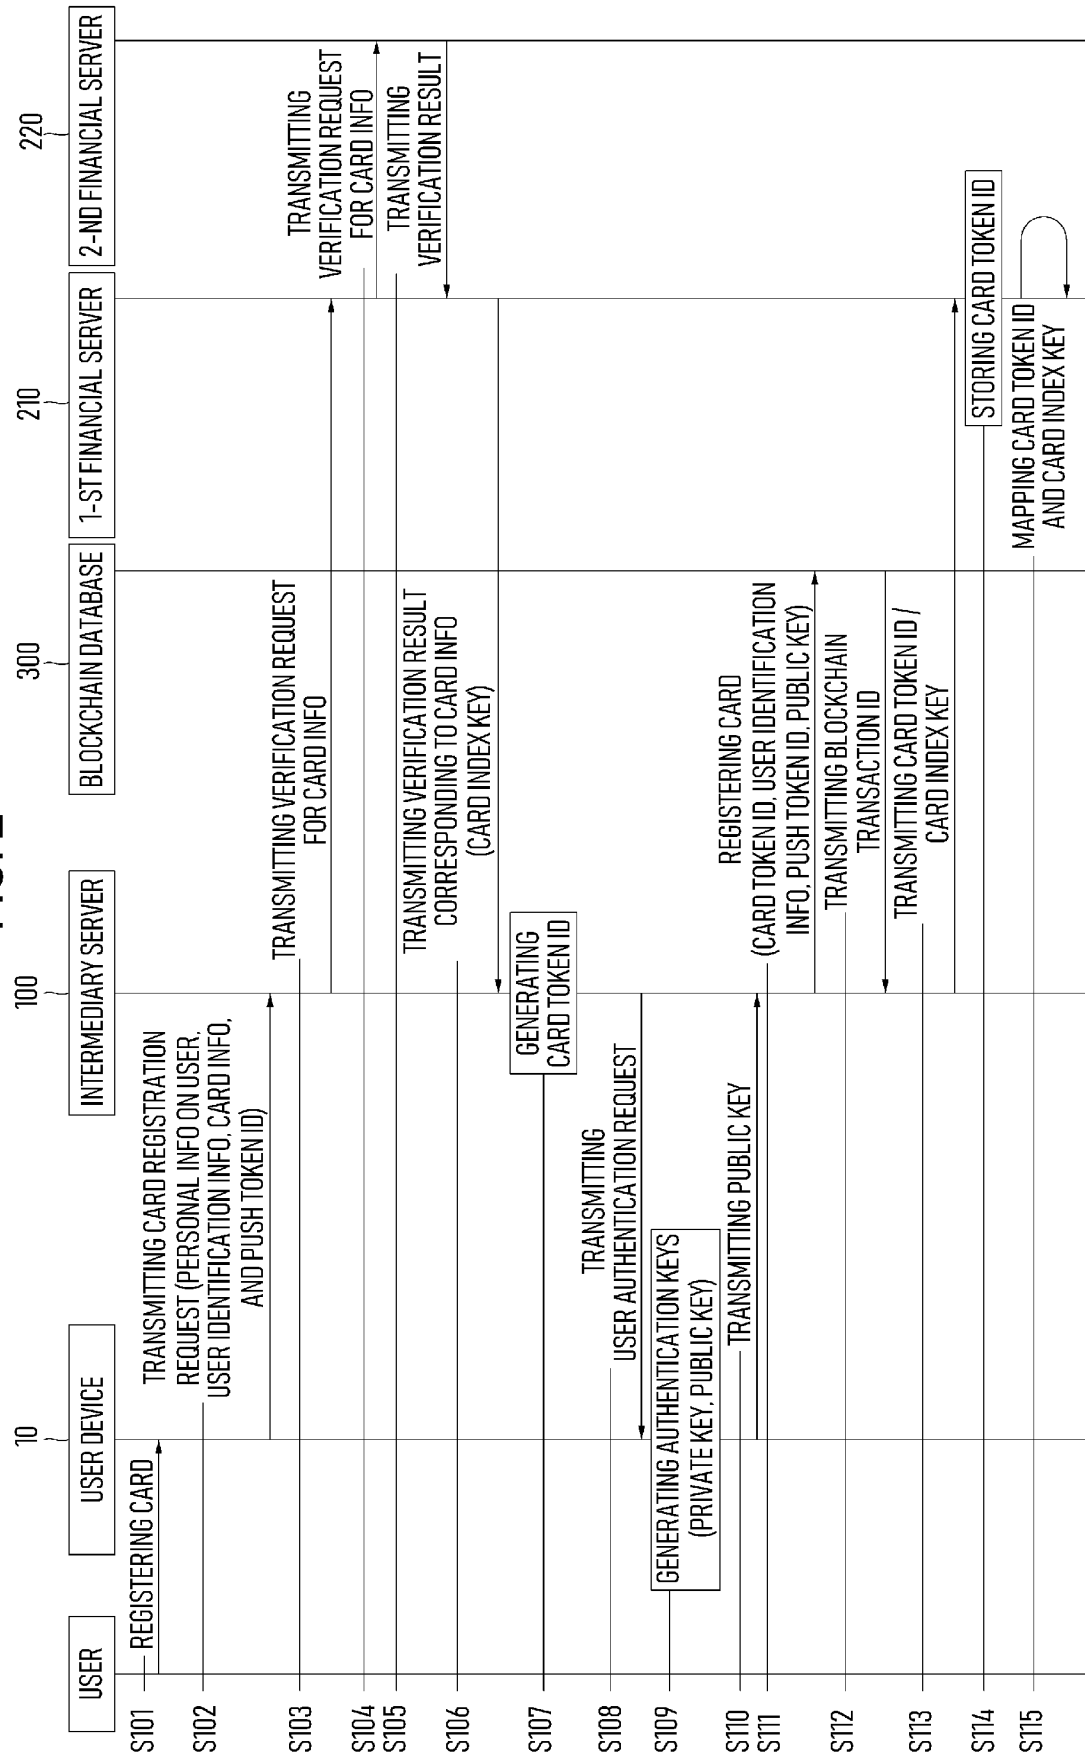 USER
USER DEVICE
10
INTERMEDIARY SERVER
100
BLOCKCHAIN DATABASE
300
1-ST FINANCIAL SERVER
210
2-ND FINANCIAL SERVER
220
S101
REGISTERING CARD
S102
TRANSMITTING CARD REGISTRATION
REQUEST (PERSONAL INFO ON USER,
USER IDENTIFICATION INFO, CARD INFO,
AND PUSH TOKEN ID)
S103
TRANSMITTING VERIFICATION REQUEST
FOR CARD INFO
S104
TRANSMITTING
VERIFICATION REQUEST
FOR CARD INFO
S105
TRANSMITTING
VERIFICATION RESULT
S106
TRANSMITTING VERIFICATION RESULT
CORRESPONDING TO CARD INFO
(CARD INDEX KEY)
S107
GENERATING
CARD TOKEN ID
S108
TRANSMITTING
USER AUTHENTICATION REQUEST
S109
GENERATING AUTHENTICATION KEYS
(PRIVATE KEY, PUBLIC KEY)
S110
TRANSMITTING PUBLIC KEY
S111
REGISTERING CARD
(CARD TOKEN ID, USER IDENTIFICATION
INFO, PUSH TOKEN ID, PUBLIC KEY)
S112
TRANSMITTING BLOCKCHAIN
TRANSACTION ID
S113
TRANSMITTING CARD TOKEN ID /
CARD INDEX KEY
S114
STORING CARD TOKEN ID
S115
MAPPING CARD TOKEN ID
AND CARD INDEX KEY